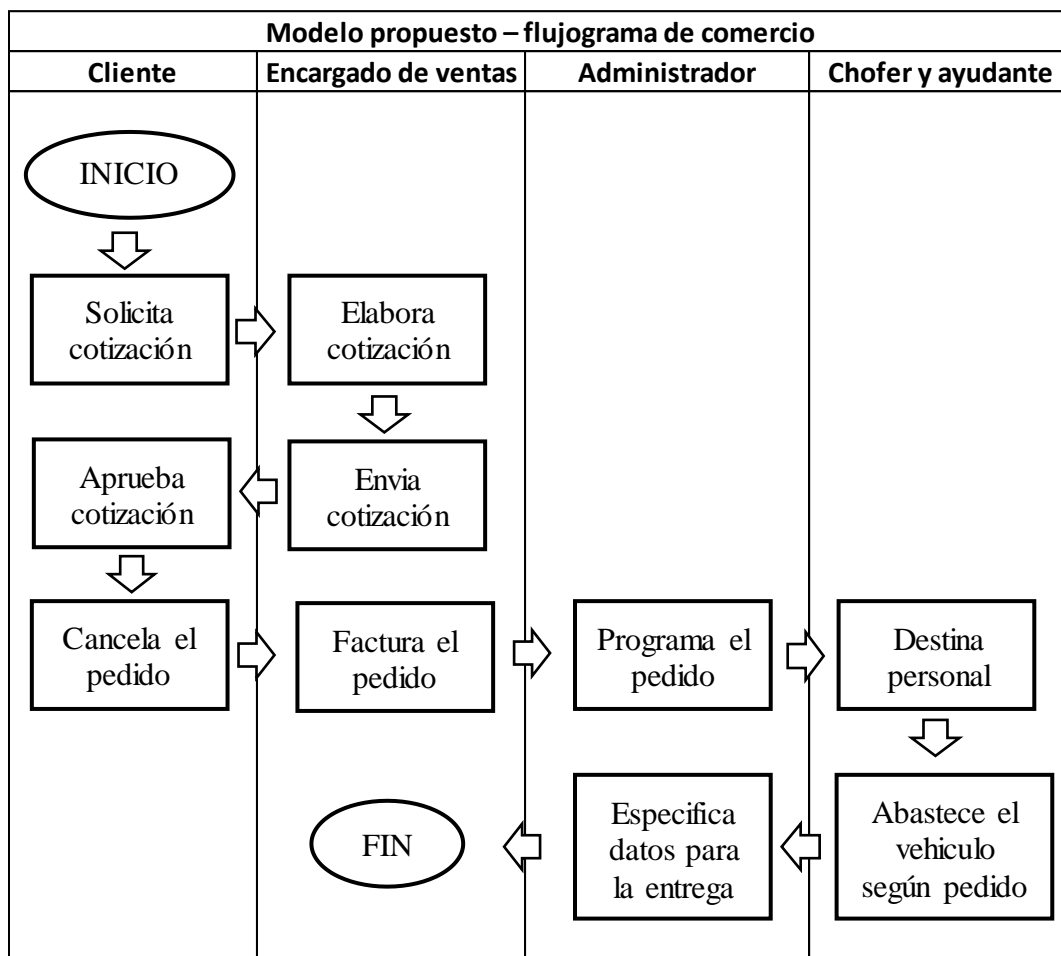 Modelo propuesto – flujograma de comercio
Cliente
Encargado de ventas
Administrador
Chofer y ayudante
INICIO
Solicita
cotización
Elabora
cotización
Aprueba
cotización
Envia
cotización
Cancela el
pedido
Factura el
pedido
Programa el
pedido
Destina
personal
FIN
Especifica
datos para
la entrega
Abastece el
vehiculo
según pedido